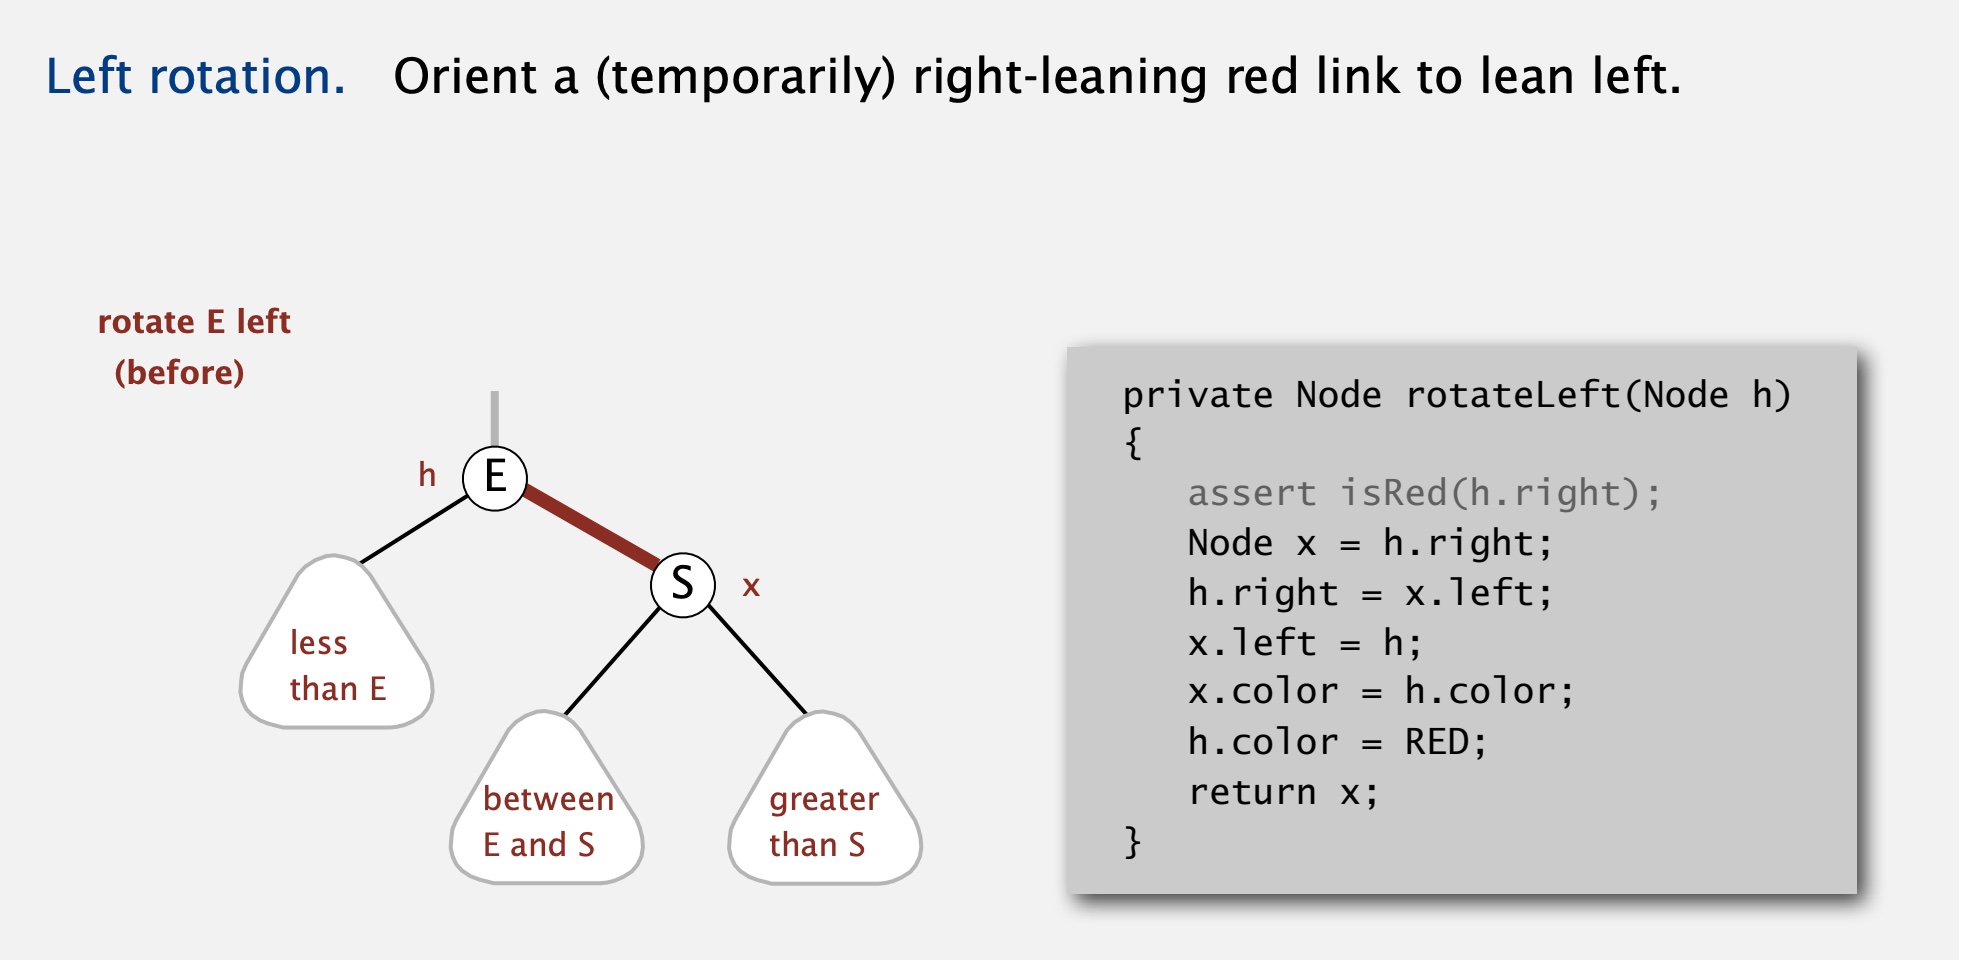 Left rotation. Orient a (temporarily) right-leaning red link to lean left.
rotate E left
(before)
h
E
S
x
less
than E
between
E and S
greater
than S
private Node rotateLeft(Node h)
{
assert isRed(h.right);
Node x = h.right;
h.right = x.left;
x.left = h;
x.color = h.color;
h.color = RED;
return x;
}